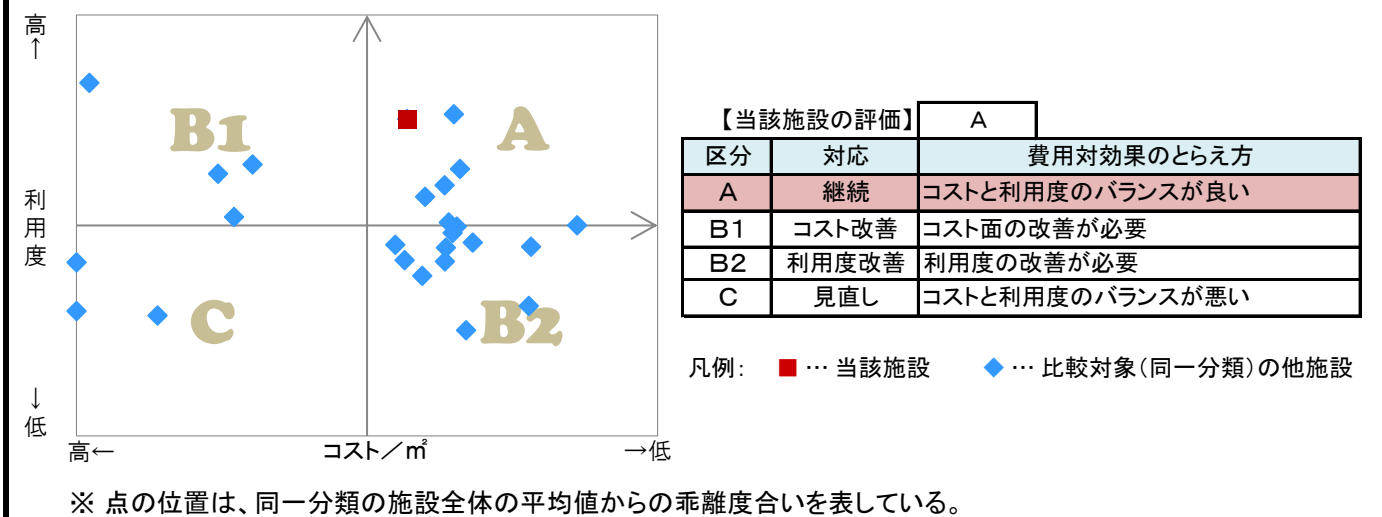 高
↑
利
用
度
↓
低
B1
A
C
B2
高←
コスト／㎡
→低
【当該施設の評価】 A
区分 対応 費用対効果のとらえ方
A 継続 コストと利用度のバランスが良い
B1 コスト改善 コスト面の改善が必要
B2 利用度改善 利用度の改善が必要
C 見直し コストと利用度のバランスが悪い
凡例: ■ … 当該施設 ◆ … 比較対象(同一分類)の他施設
※ 点の位置は、同一分類の施設全体の平均値からの乖離度合いを表している。